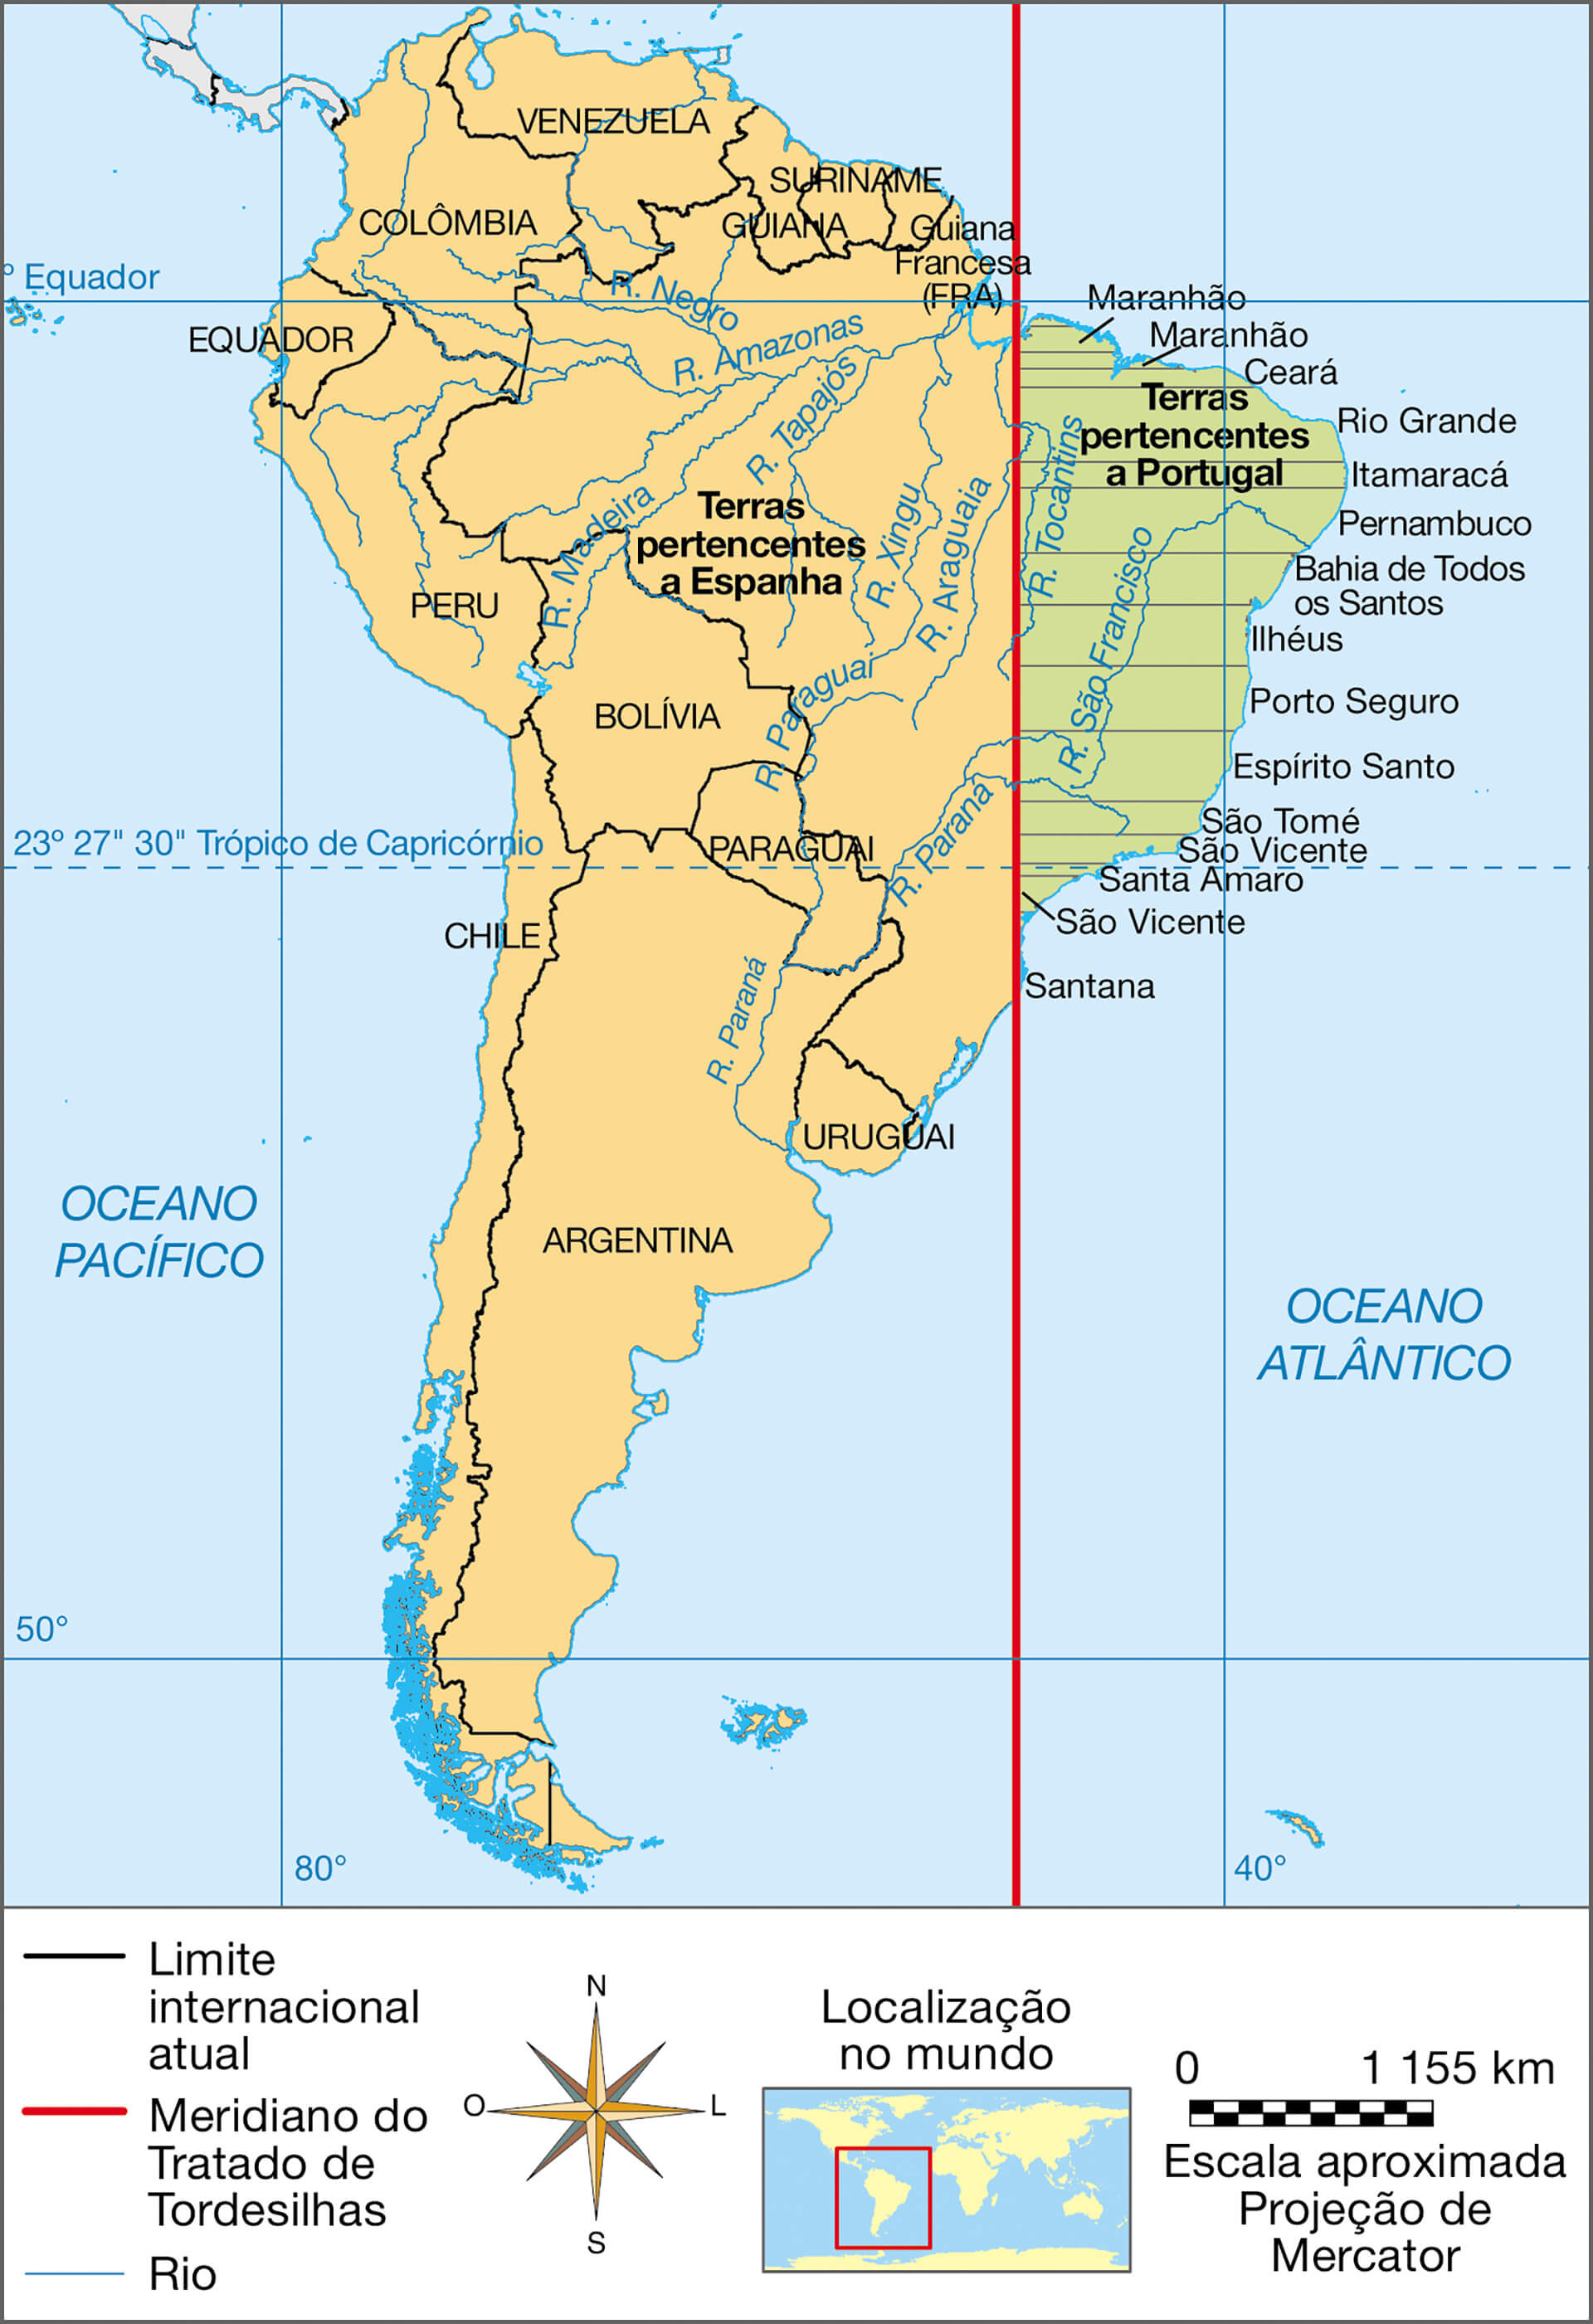 VENEZUELA
SURINAME
COLÔMBIA
GUIANA
Guiana
Francesa
(FRA)
° Equador
R. Negro
Maranhão
EQUADOR
R. Amazonas
Maranhão
Ceará
R. Tapajós
Terras
pertencentes
a Portugal
Rio Grande
Itamaracá
R. Madeira
Terras
pertencentes
a Espanha
R. Xingu
R. Araguaia
R. Tocantins
R. São Francisco
Pernambuco
Bahia de Todos
os Santos
PERU
Ilhéus
BOLÍVIA
R. Paraguai
Porto Seguro
Espírito Santo
R. Paraná
São Tomé
23º 27" 30" Trópico de Capricórnio
PARAGUAI
São Vicente
Santa Amaro
CHILE
São Vicente
R. Paraná
Santana
URUGUAI
OCEANO
PACÍFICO
ARGENTINA
OCEANO
ATLÂNTICO
50°
80°
40°
Limite
internacional
atual
Meridiano do
Tratado de
Tordesilhas
Rio
N
O
L
S
Localização
no mundo
0 1 155 km
Escala aproximada
Projeção de
Mercator